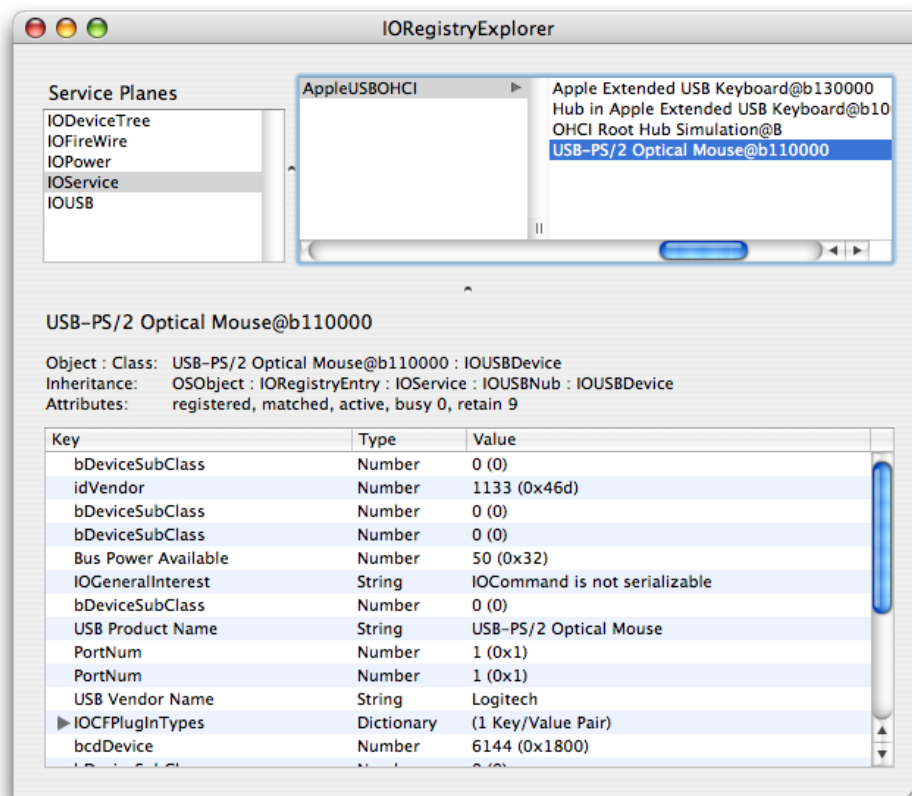 IORegistryExplorer
Service Planes
IODeviceTree
IOFireWire
IOPower
IOService
IOUSB
AppleUSBOHCI
Apple Extended USB Keyboard@b130000
Hub in Apple Extended USB Keyboard@b10
OHCI Root Hub Simulation@B
USB-PS/2 Optical Mouse@b110000
USB-PS/2 Optical Mouse@b110000
Object : Class: USB-PS/2 Optical Mouse@b110000 : IOUSBDevice
Inheritance: OSObject : IORegistryEntry : IOService : IOUSBNub : IOUSBDevice
Attributes: registered, matched, active, busy 0, retain 9
Key Type Value
bDeviceSubClass Number 0 (0)
idVendor Number 1133 (0x46d)
bDeviceSubClass Number 0 (0)
bDeviceSubClass Number 0 (0)
Bus Power Available Number 50 (0x32)
IOGeneralInterest String IOCommand is not serializable
bDeviceSubClass Number 0 (0)
USB Product Name String USB-PS/2 Optical Mouse
PortNum Number 1 (0x1)
PortNum Number 1 (0x1)
USB Vendor Name String Logitech
IOCFPlugInTypes Dictionary (1 Key/Value Pair)
bcdDevice Number 6144 (0x1800)